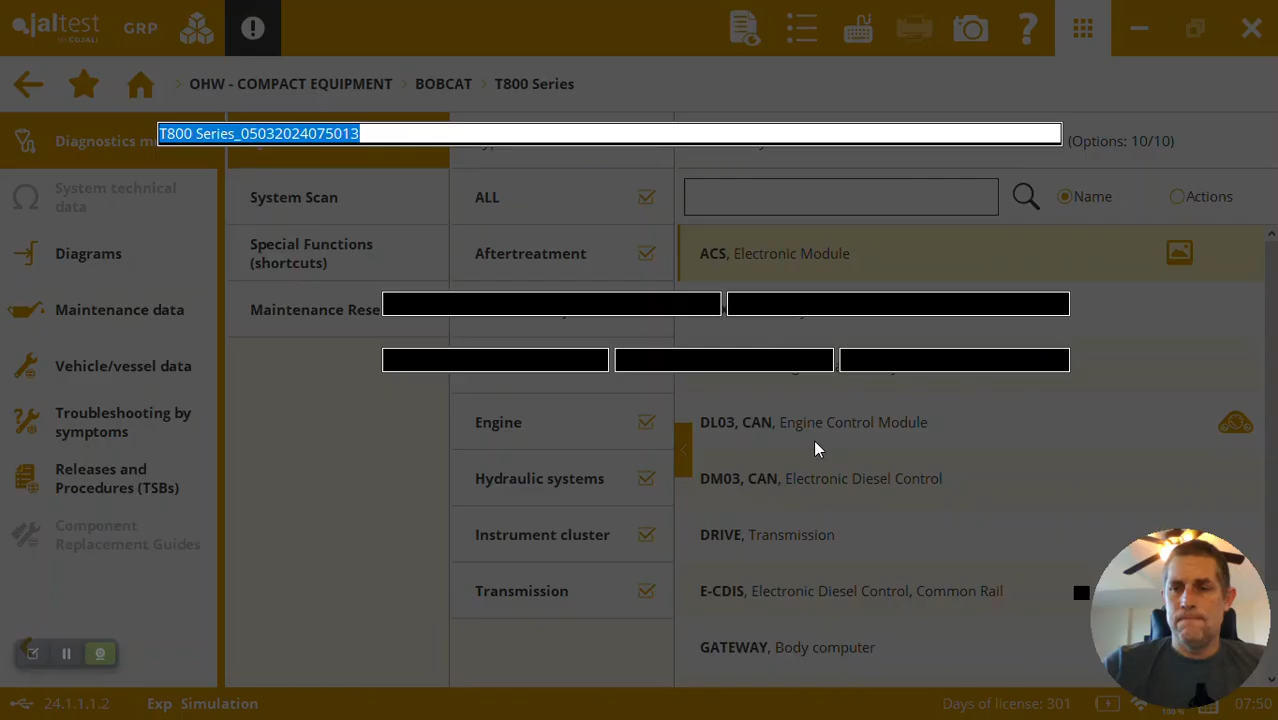 jaltest
BY COJALI
GRP
?
OHW - COMPACT EQUIPMENT > BOBCAT > T800 Series
T800 Series_05032024075013
Diagnostics m
(Options: 10/10)
System technical
data
Diagrams
Maintenance data
Vehicle/vessel data
Troubleshooting by
symptoms
Releases and
Procedures (TSBs)
Component
Replacement Guides
System Scan
Special Functions
(shortcuts)
Maintenance Rese
ALL
Aftertreatment
Engine
Hydraulic systems
Instrument cluster
Transmission
Name
Actions
ACS, Electronic Module
DL03, CAN, Engine Control Module
DM03, CAN, Electronic Diesel Control
DRIVE, Transmission
E-CDIS, Electronic Diesel Control, Common Rail
GATEWAY, Body computer
24.1.1.1.2
Exp Simulation
Days of license: 301
100 %
07:50